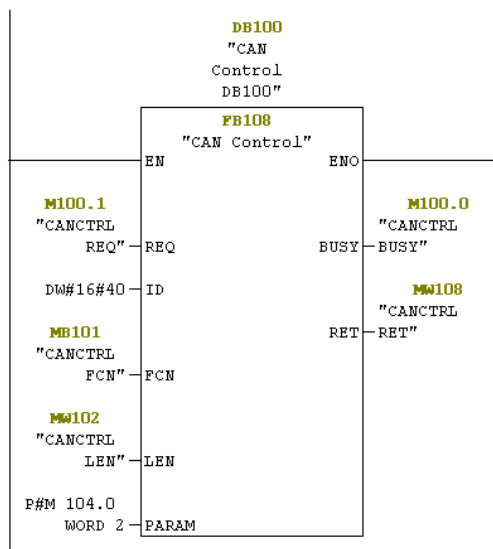 DB100
"CAN
Control
DB100"
FB108
"CAN Control"
EN ENO
M100.1 M100.0
"CANCTRL "CANCTRL
REQ" REQ BUSY BUSY"
DW#16#40 ID MW108
"CANCTRL
MB101 RET RET"
"CANCTRL
FCN" FCN
MW102
"CANCTRL
LEN" LEN
P#M 104.0
WORD 2 PARAM